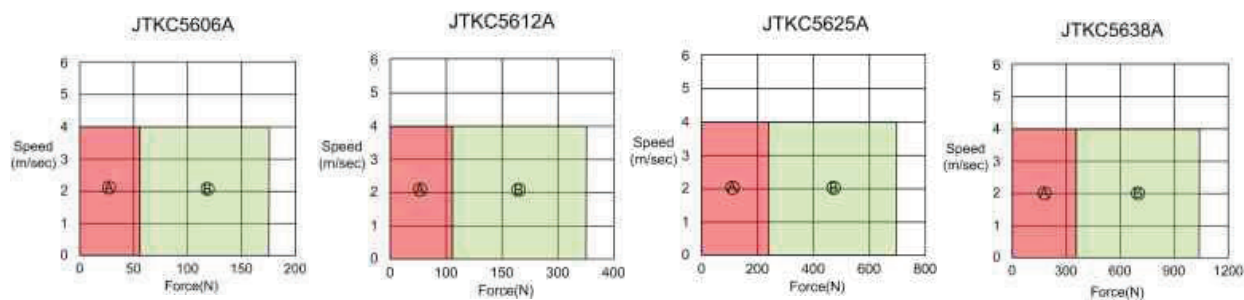 JTKC5606A
6
5
4
3
2
1
0
Speed
(m/sec)
A
B
0 50 100 150 200
Force(N)
JTKC5612A
6
5
4
3
2
1
0
Speed
(m/sec)
A
B
0 100 100 300 400
Force(N)
JTKC5625A
6
5
4
3
2
1
0
Speed
(m/sec)
A
B
0 200 400 600 800
Force(N)
JTKC5638A
6
5
4
3
2
1
0
Speed
(m/sec)
A
B
0 300 600 900 1200
Force(N)